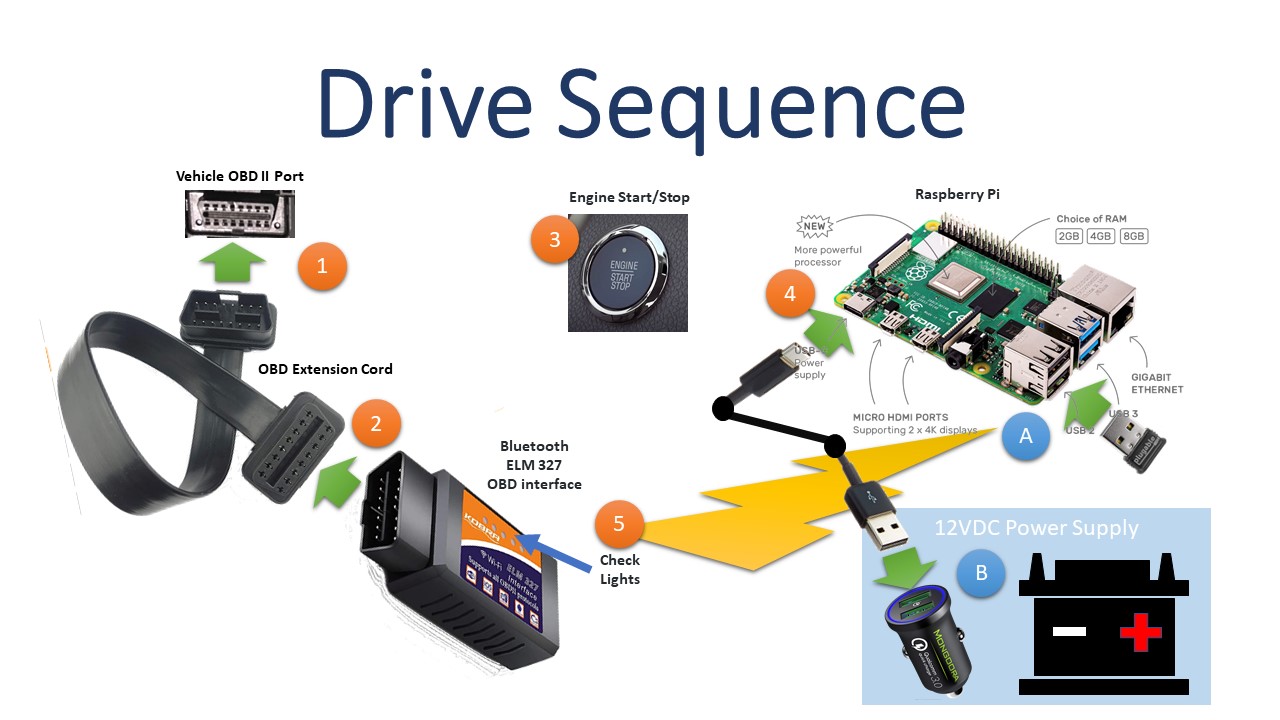 Drive Sequence
Vehicle OBD II Port
1
Engine Start/Stop
3
ENGINE
START
STOP
Raspberry Pi
NEW
More powerful
processor
Choice of RAM
2GB 4GB 8GB
4
HDMI
USB-
Power
supply
OBD Extension Cord
2
MICRO HDMI PORTS
Supporting 2 x 4K displays
GIGABIT
ETHERNET
USB 3
USB 2
plugable
A
Bluetooth
ELM 327
OBD interface
KOBRA
Wi-Fi
ELM 327
Interface
Supports all OBDII protocols
5
Check
Lights
12VDC Power Supply
B
MONGOORA
Qualcomm
3.0